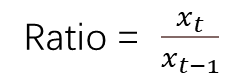 Ratio = x_t / x_{t−1}